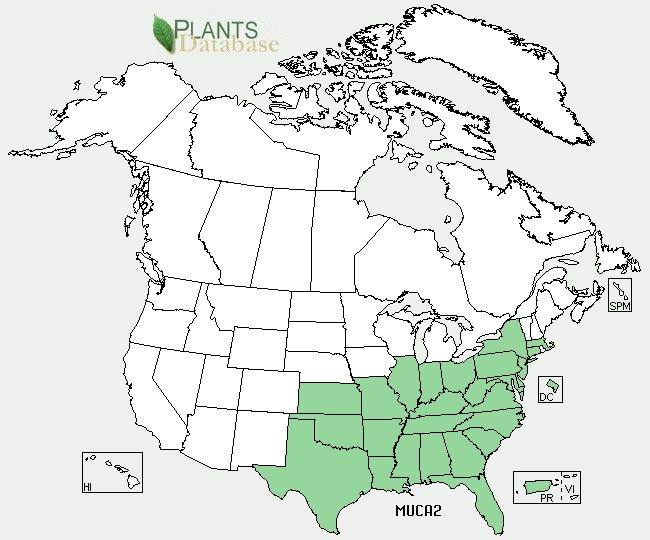 PLANTS
Database
SPM
DC
HI
PR
VI
MUCA2